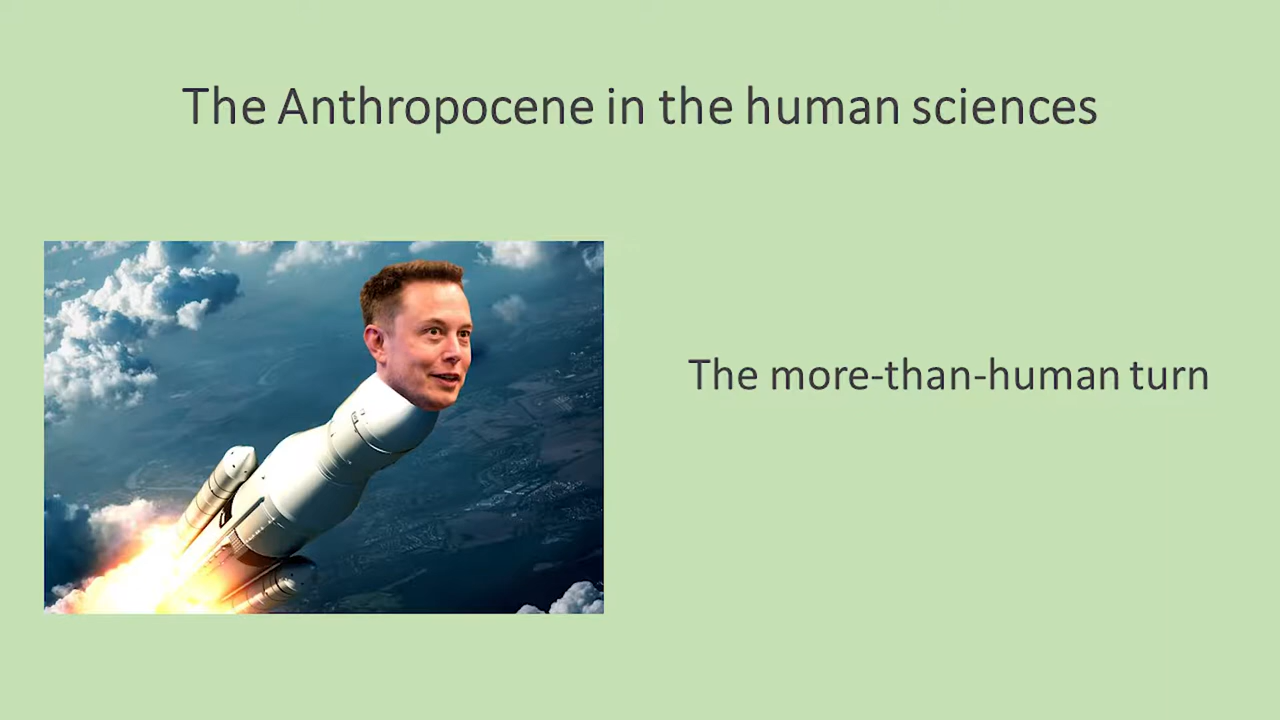 The Anthropocene in the human sciences
The more-than-human turn